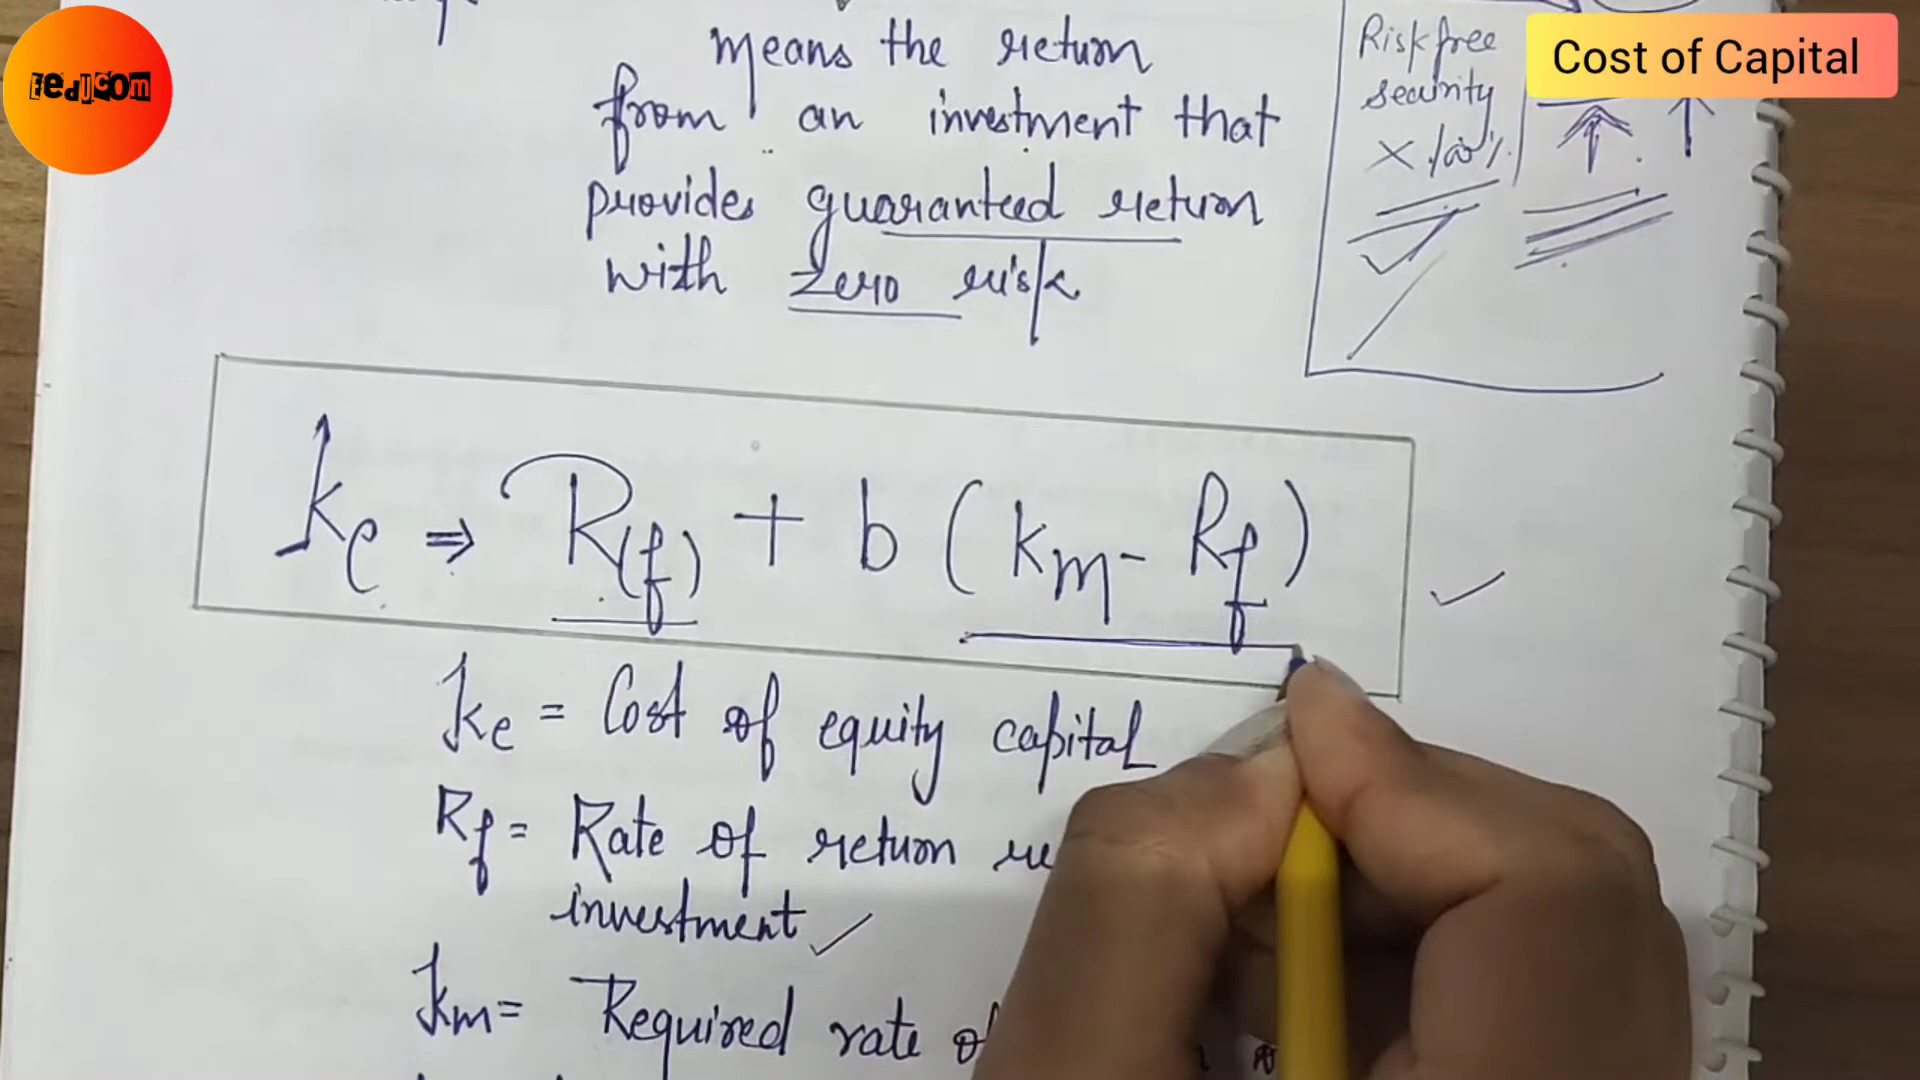 EeduCom
Cost of Capital
means the return
from an investment that
provides guaranteed return
with zero risk
Risk free
security
X 100%
ke ⇒ R(f) + b (km - Rf)
ke = Cost of equity capital
Rf = Rate of return
investment
km = Required rate